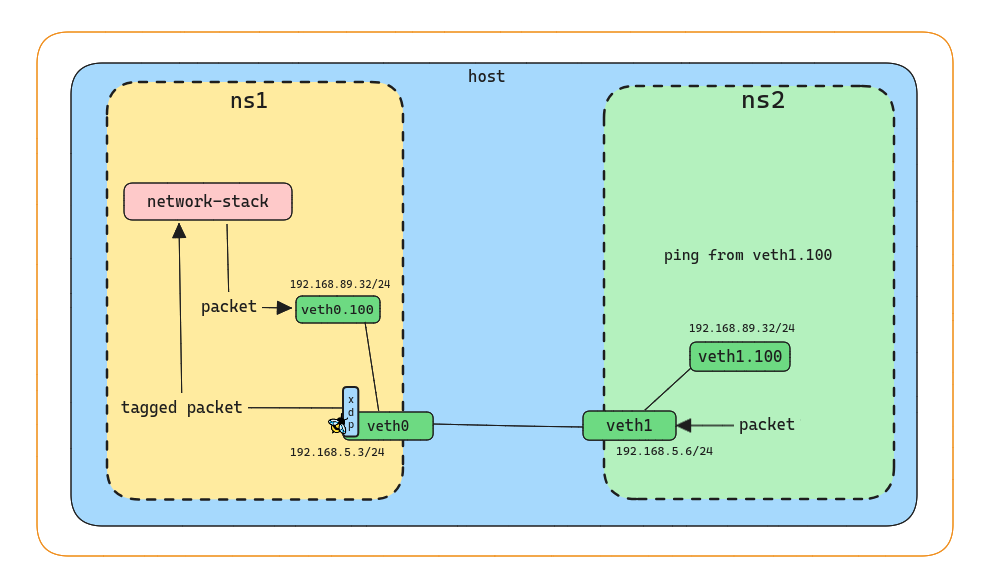 host
ns1
ns2
network-stack
ping from veth1.100
192.168.89.32/24
packet
veth0.100
192.168.89.32/24
veth1.100
tagged packet
x
d
p
veth0
veth1
packet
192.168.5.3/24
192.168.5.6/24